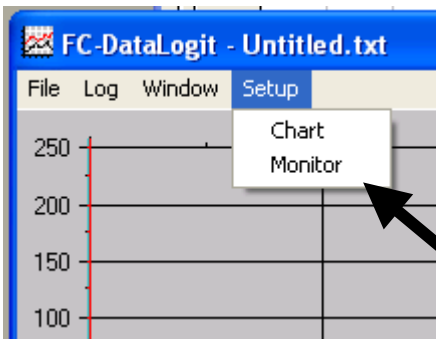 FC-DataLogit - Untitled.txt
File Log Window Setup
Chart
Monitor
250
200
150
100